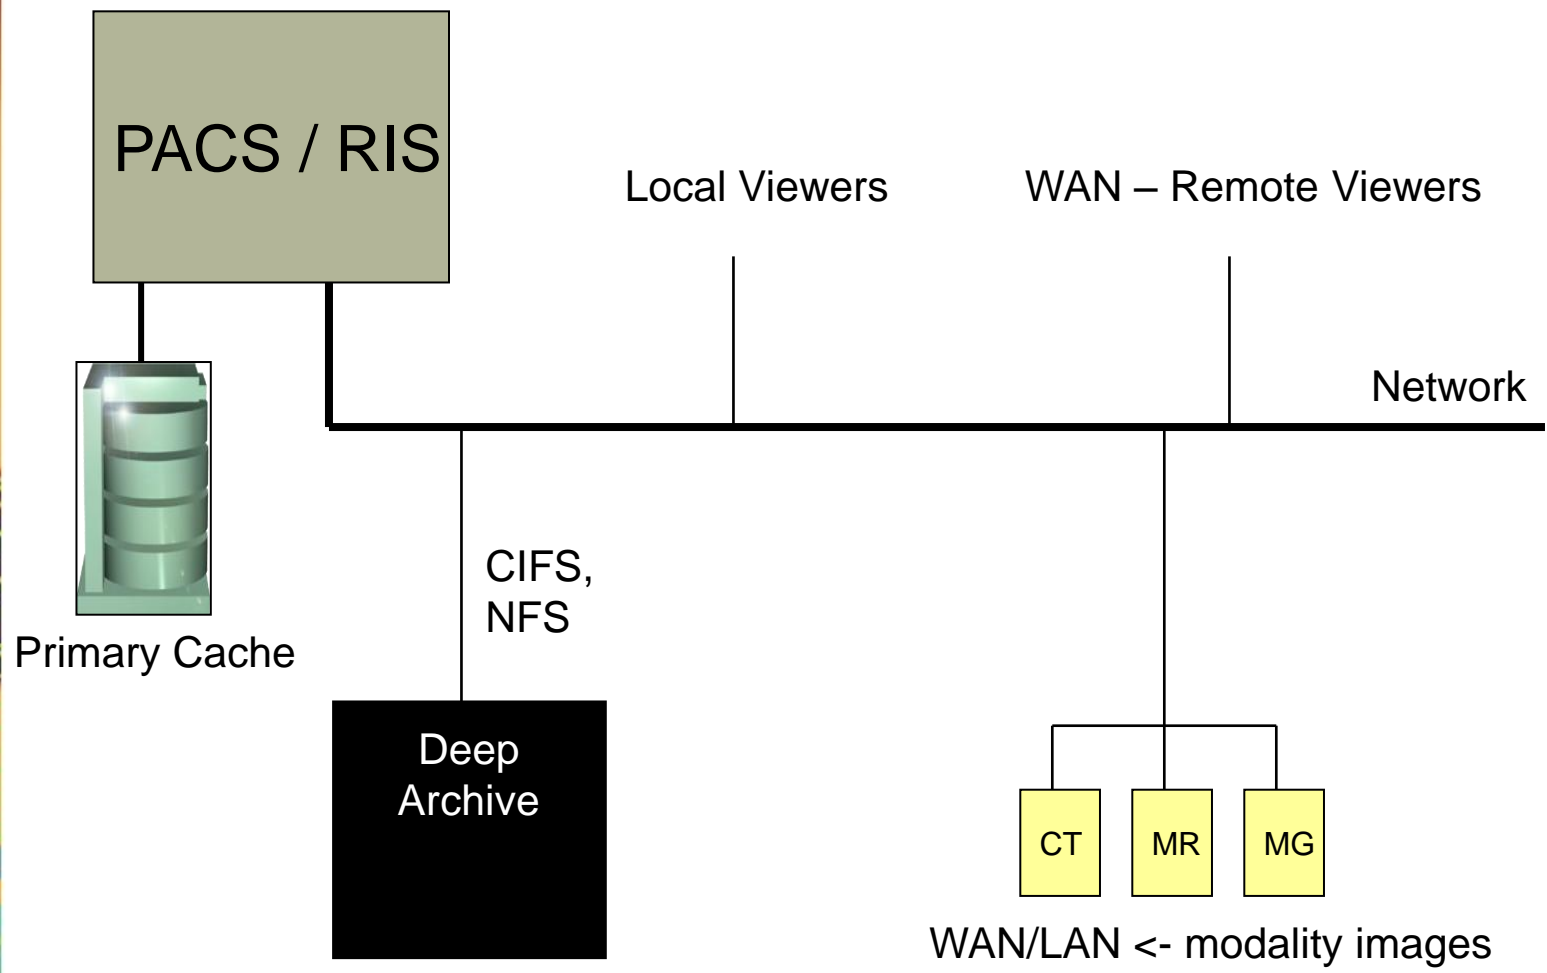 PACS / RIS
Local Viewers
WAN – Remote Viewers
Network
CIFS,
NFS
Primary Cache
Deep
Archive
CT
MR
MG
WAN/LAN <- modality images